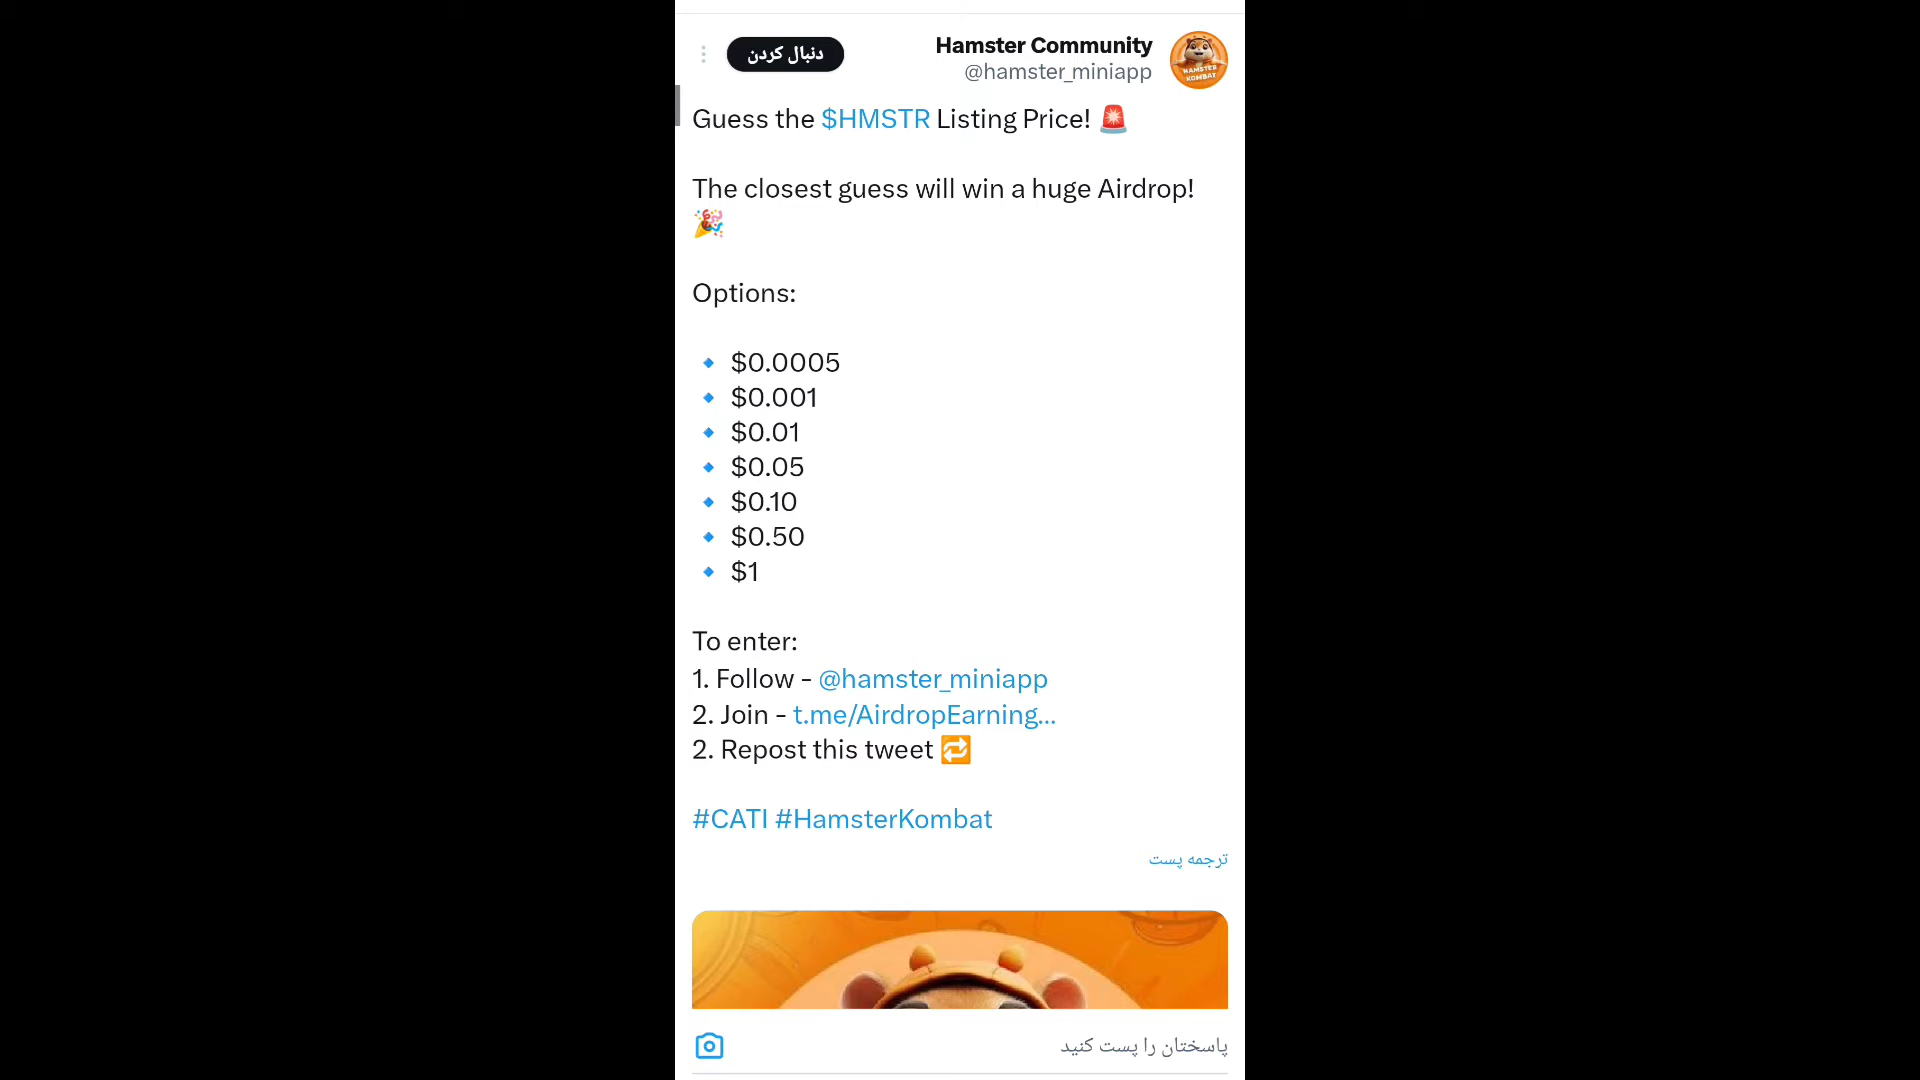 Hamster Community
دنبال کردن
@hamster_miniapp
HAMSTER
KOMBAT
Guess the $HMSTR Listing Price! 🚨
The closest guess will win a huge Airdrop!
🎉
Options:
🔹 $0.0005
🔹 $0.001
🔹 $0.01
🔹 $0.05
🔹 $0.10
🔹 $0.50
🔹 $1
To enter:
1. Follow - @hamster_miniapp
2. Join - t.me/AirdropEarning…
2. Repost this tweet 🔁
#CATI #HamsterKombat
ترجمه پست
پاسختان را پست کنید